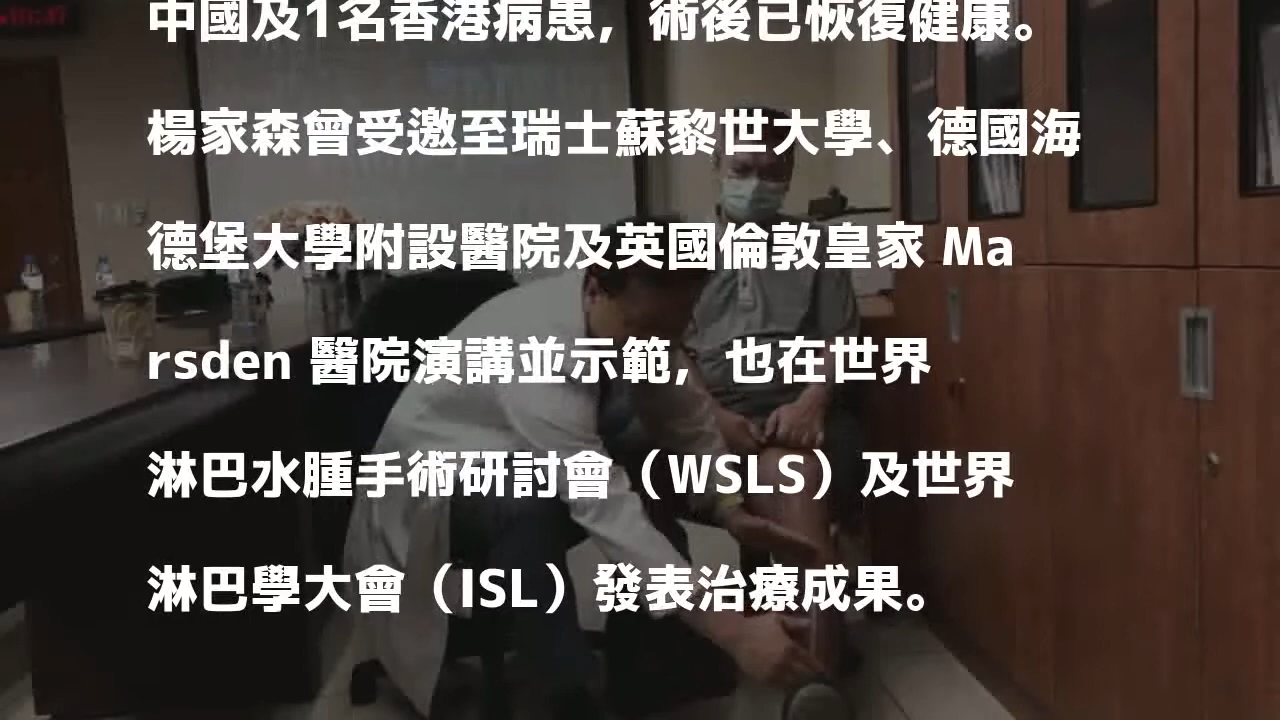 中國及1名香港病患，術後已恢復健康。
楊家森曾受邀至瑞士蘇黎世大學、德國海
德堡大學附設醫院及英國倫敦皇家 Ma
rsden 醫院演講並示範，也在世界
淋巴水腫手術研討會（WSLS）及世界
淋巴學大會（ISL）發表治療成果。